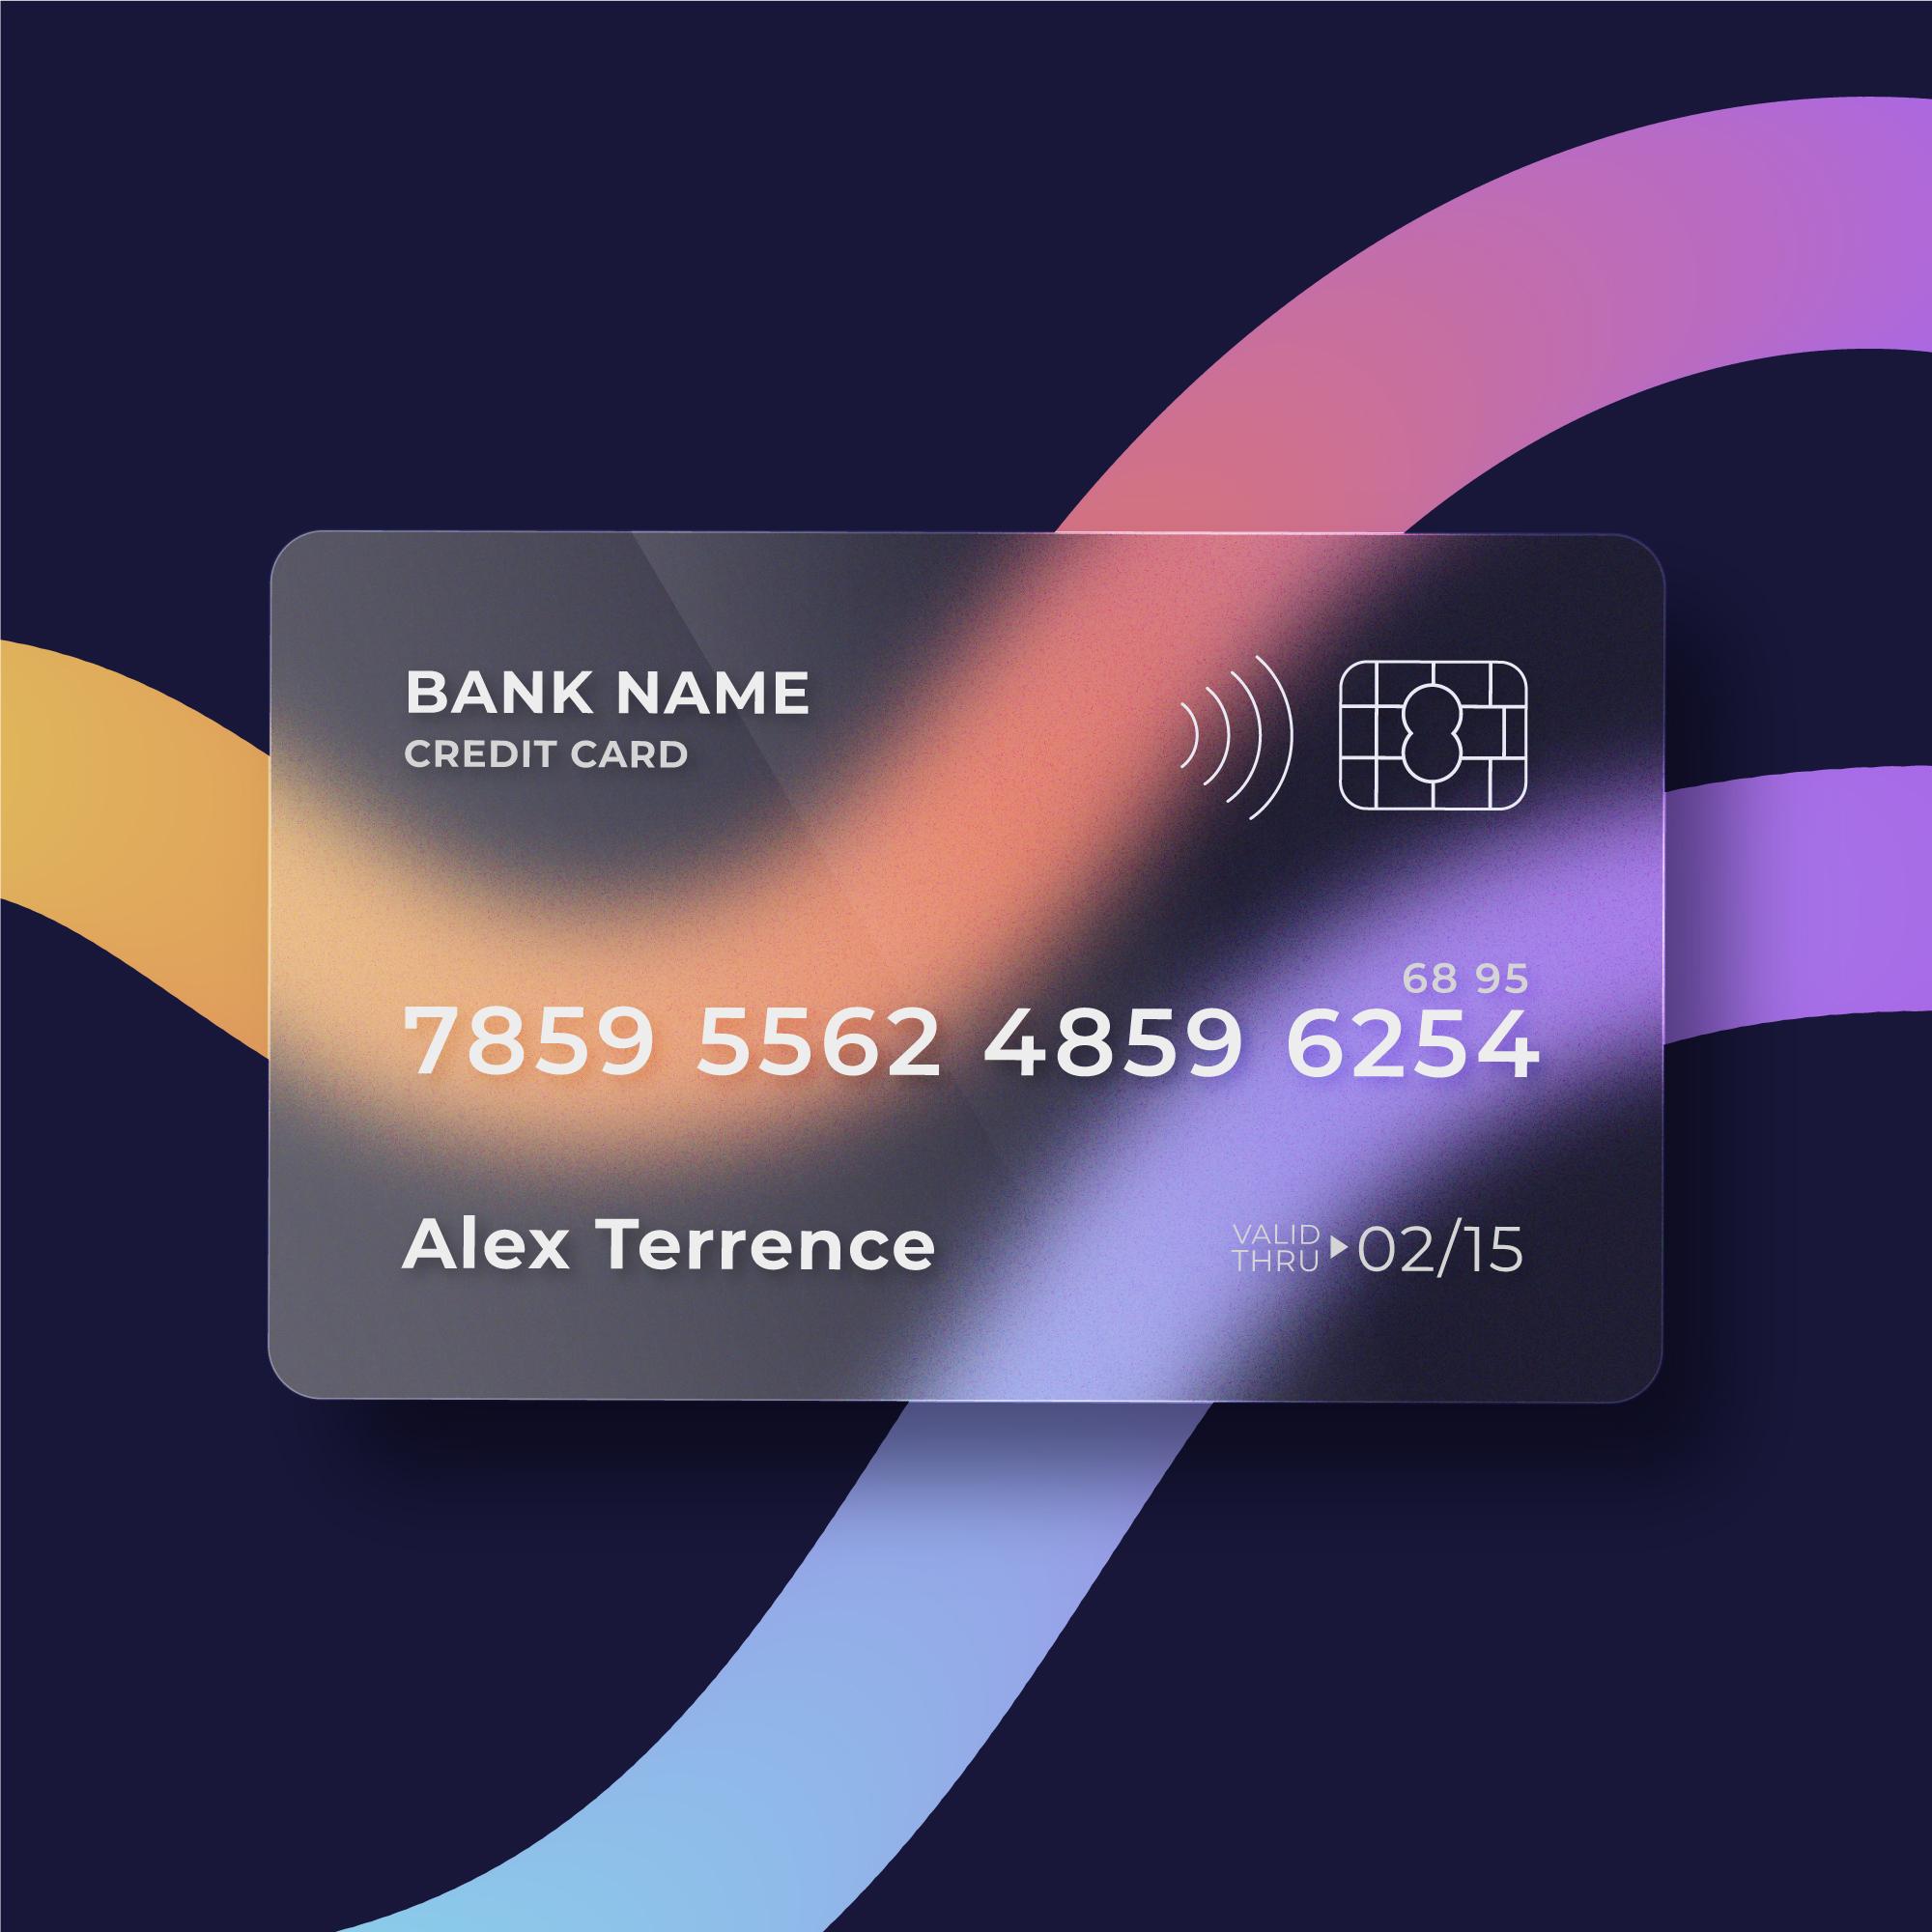 BANK NAME
CREDIT CARD
68 95
7859 5562 4859 6254
Alex Terrence
VALID
THRU
02/15